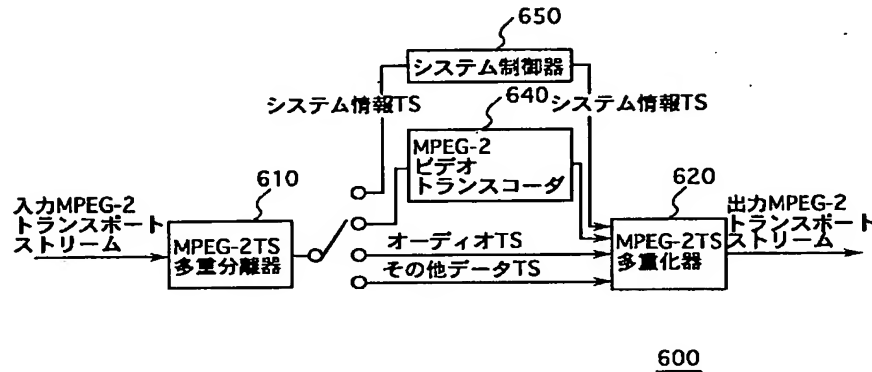 650
システム制御器
システム情報TS
640
システム情報TS
MPEG-2
ビデオ
トランスコーダ
610
620
入力MPEG-2
トランスポート
ストリーム
MPEG-2TS
多重分離器
オーディオTS
その他データTS
MPEG-2TS
多重化器
出力MPEG-2
トランスポート
ストリーム
600